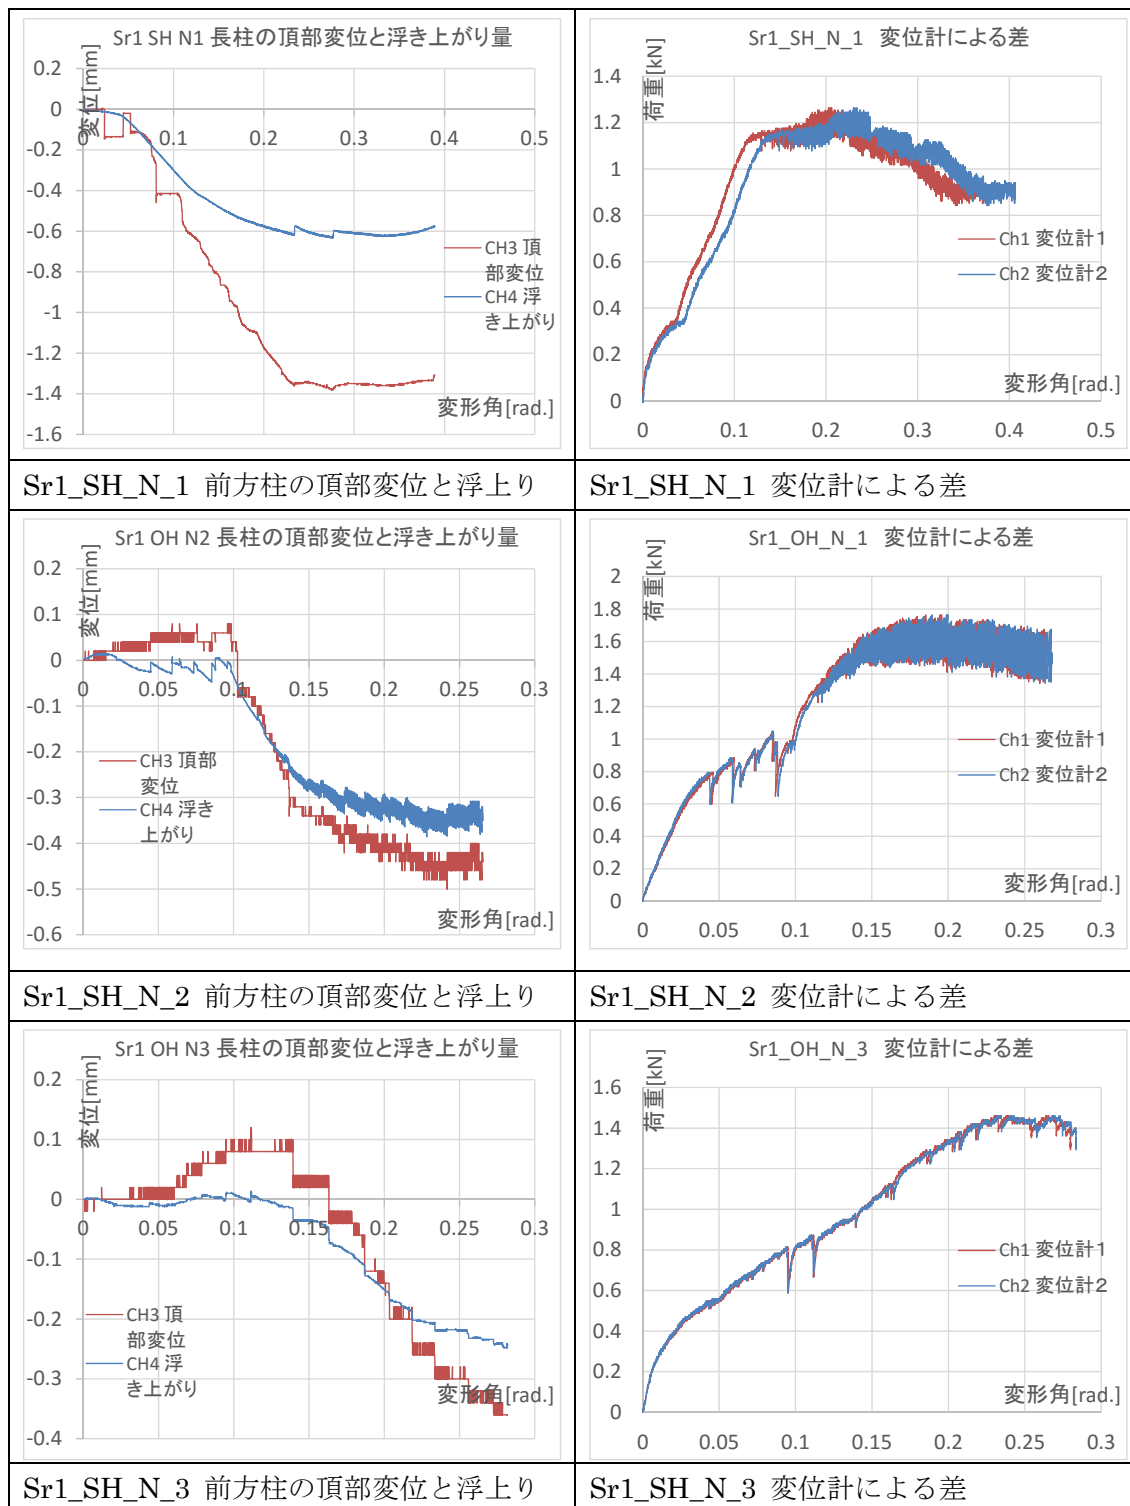 Sr1 SH N1 長柱の頂部変位と浮き上がり量
変位[mm]
0.2
0
-0.2
-0.4
-0.6
-0.8
-1
-1.2
-1.4
-1.6
0
0.1
0.2
0.3
0.4
0.5
CH3 頂
部変位
CH4 浮
き上がり
変形角[rad.]
Sr1_SH_N_1 変位計による差
荷重[kN]
1.4
1.2
1
0.8
0.6
0.4
0.2
0
Ch1 変位計1
Ch2 変位計2
変形角[rad.]
0
0.1
0.2
0.3
0.4
0.5
Sr1_SH_N_1 前方柱の頂部変位と浮上り
Sr1_SH_N_1 変位計による差
Sr1 OH N2 長柱の頂部変位と浮き上がり量
変位[mm]
0.2
0.1
0
-0.1
-0.2
-0.3
-0.4
-0.5
-0.6
0
0.05
0.1
0.15
0.2
0.25
0.3
CH3 頂部
変位
CH4 浮き
上がり
変形角[rad.]
Sr1_OH_N_1 変位計による差
荷重[kN]
2
1.8
1.6
1.4
1.2
1
0.8
0.6
0.4
0.2
0
Ch1 変位計1
Ch2 変位計2
変形角[rad.]
0
0.05
0.1
0.15
0.2
0.25
0.3
Sr1_SH_N_2 前方柱の頂部変位と浮上り
Sr1_SH_N_2 変位計による差
Sr1 OH N3 長柱の頂部変位と浮き上がり量
変位[mm]
0.2
0.1
0
-0.1
-0.2
-0.3
-0.4
0
0.05
0.1
0.15
0.2
0.25
0.3
CH3 頂
部変位
CH4 浮
き上がり
変形角[rad.]
Sr1_OH_N_3 変位計による差
荷重[kN]
1.6
1.4
1.2
1
0.8
0.6
0.4
0.2
0
Ch1 変位計1
Ch2 変位計2
変形角[rad.]
0
0.05
0.1
0.15
0.2
0.25
0.3
Sr1_SH_N_3 前方柱の頂部変位と浮上り
Sr1_SH_N_3 変位計による差